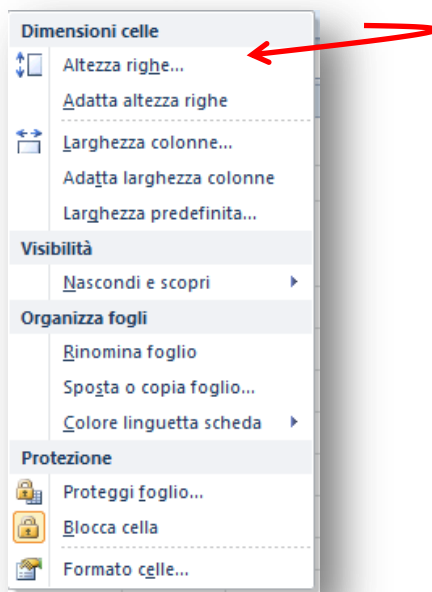 Dimensioni celle
Altezza righe...
Adatta altezza righe
Larghezza colonne...
Adatta larghezza colonne
Larghezza predefinita...
Visibilità
Nascondi e scopri
Organizza fogli
Rinomina foglio
Sposta o copia foglio...
Colore linguetta scheda
Protezione
Proteggi foglio...
Blocca cella
Formato celle...